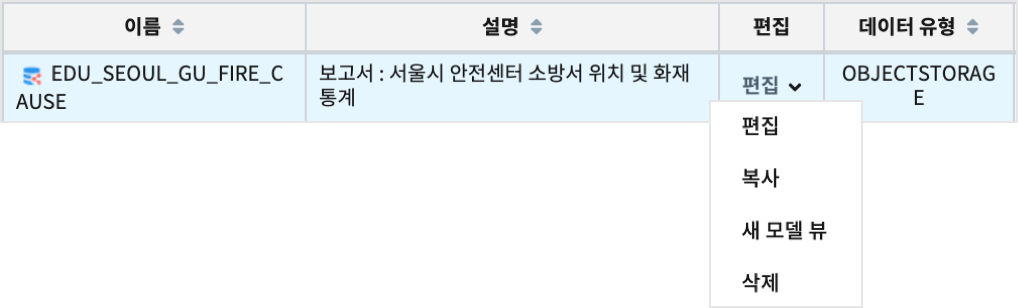 이름 설명 편집 데이터 유형
EDU_SEOUL_GU_FIRE_C
AUSE
보고서 : 서울시 안전센터 소방서 위치 및 화재
통계
편집
OBJECTSTORAG
E
편집
복사
새 모델 뷰
삭제